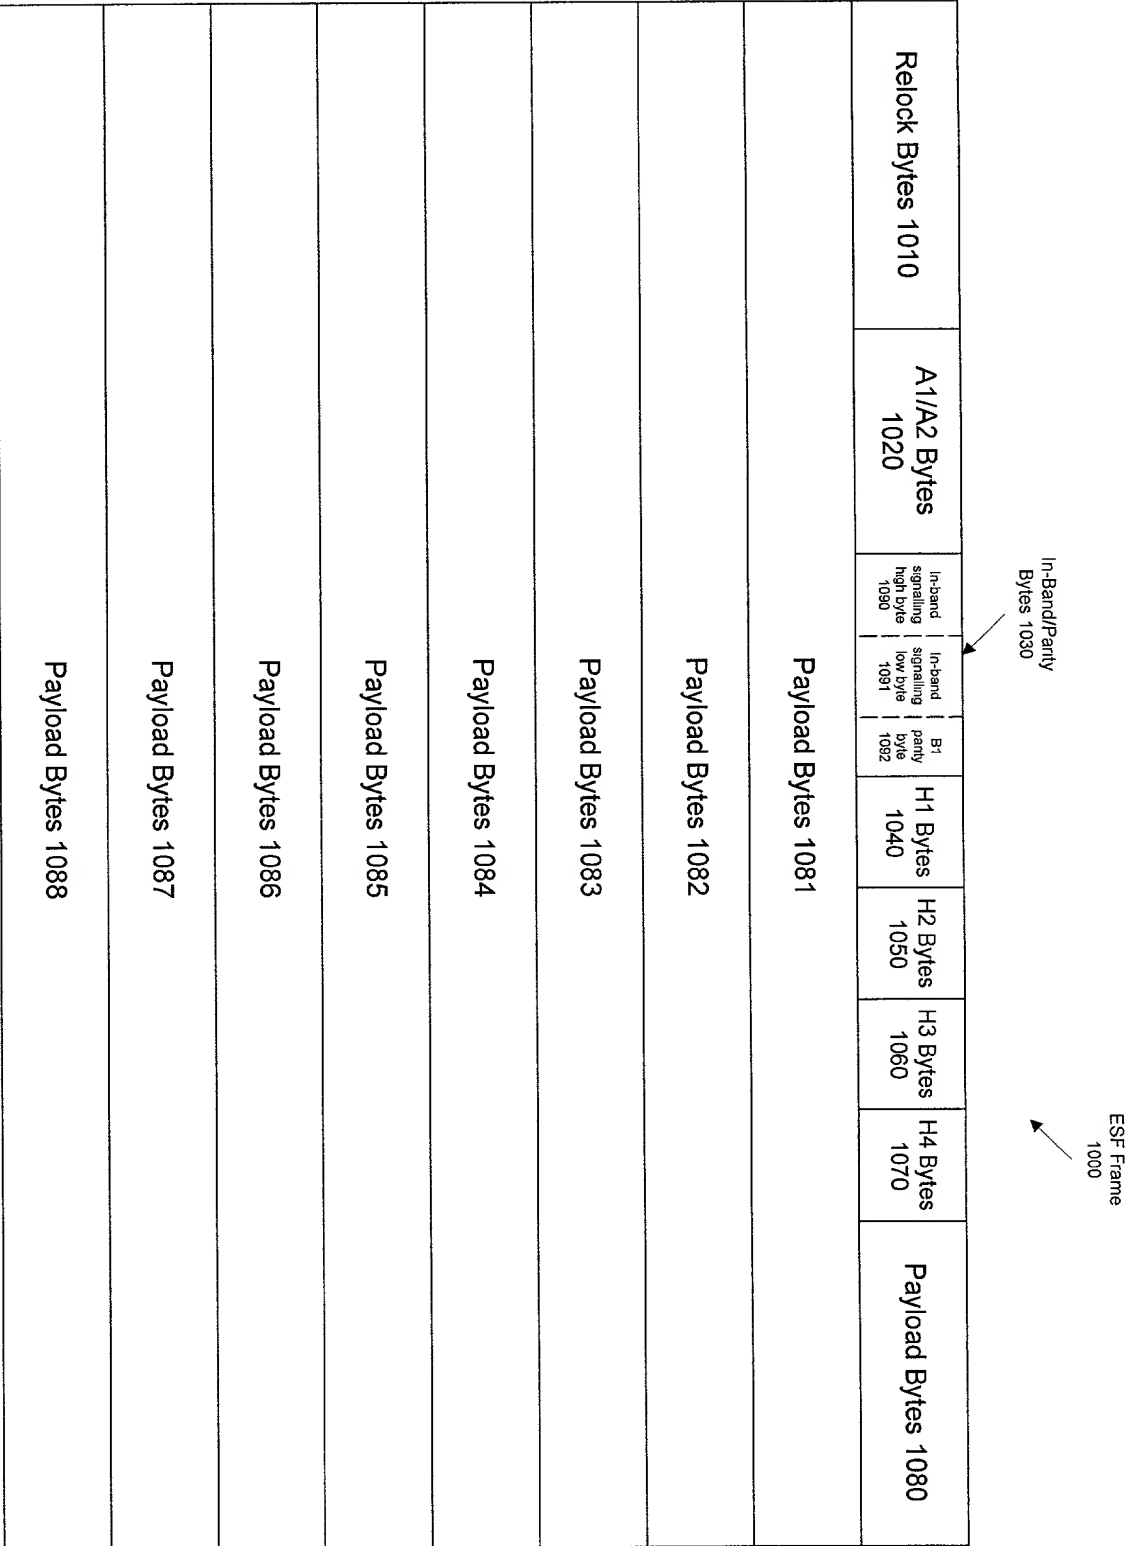 ESF Frame
1000
In-Band/Parity
Bytes 1030
Relock Bytes 1010
A1/A2 Bytes
1020
In-band
signalling
high byte
1090
In-band
signalling
low byte
1091
B1
parity
byte
1092
H1 Bytes
1040
H2 Bytes
1050
H3 Bytes
1060
H4 Bytes
1070
Payload Bytes 1080
Payload Bytes 1081
Payload Bytes 1082
Payload Bytes 1083
Payload Bytes 1084
Payload Bytes 1085
Payload Bytes 1086
Payload Bytes 1087
Payload Bytes 1088